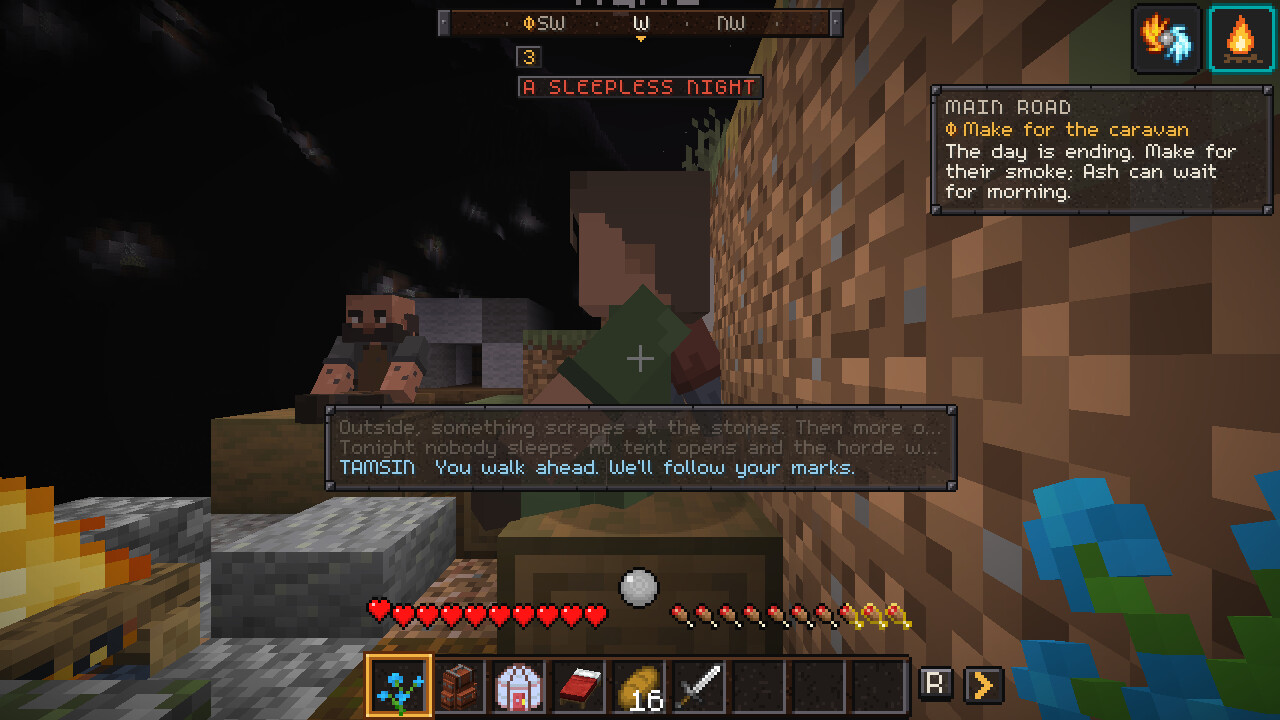 SW
W
NW
3
A SLEEPLESS NIGHT
MAIN ROAD
Make for the caravan
The day is ending. Make for
their smoke; Ash can wait
for morning.
Outside, something scrapes at the stones. Then more o...
Tonight nobody sleeps, no tent opens and the horde w...
TAMSIN You walk ahead. We'll follow your marks.
16
R